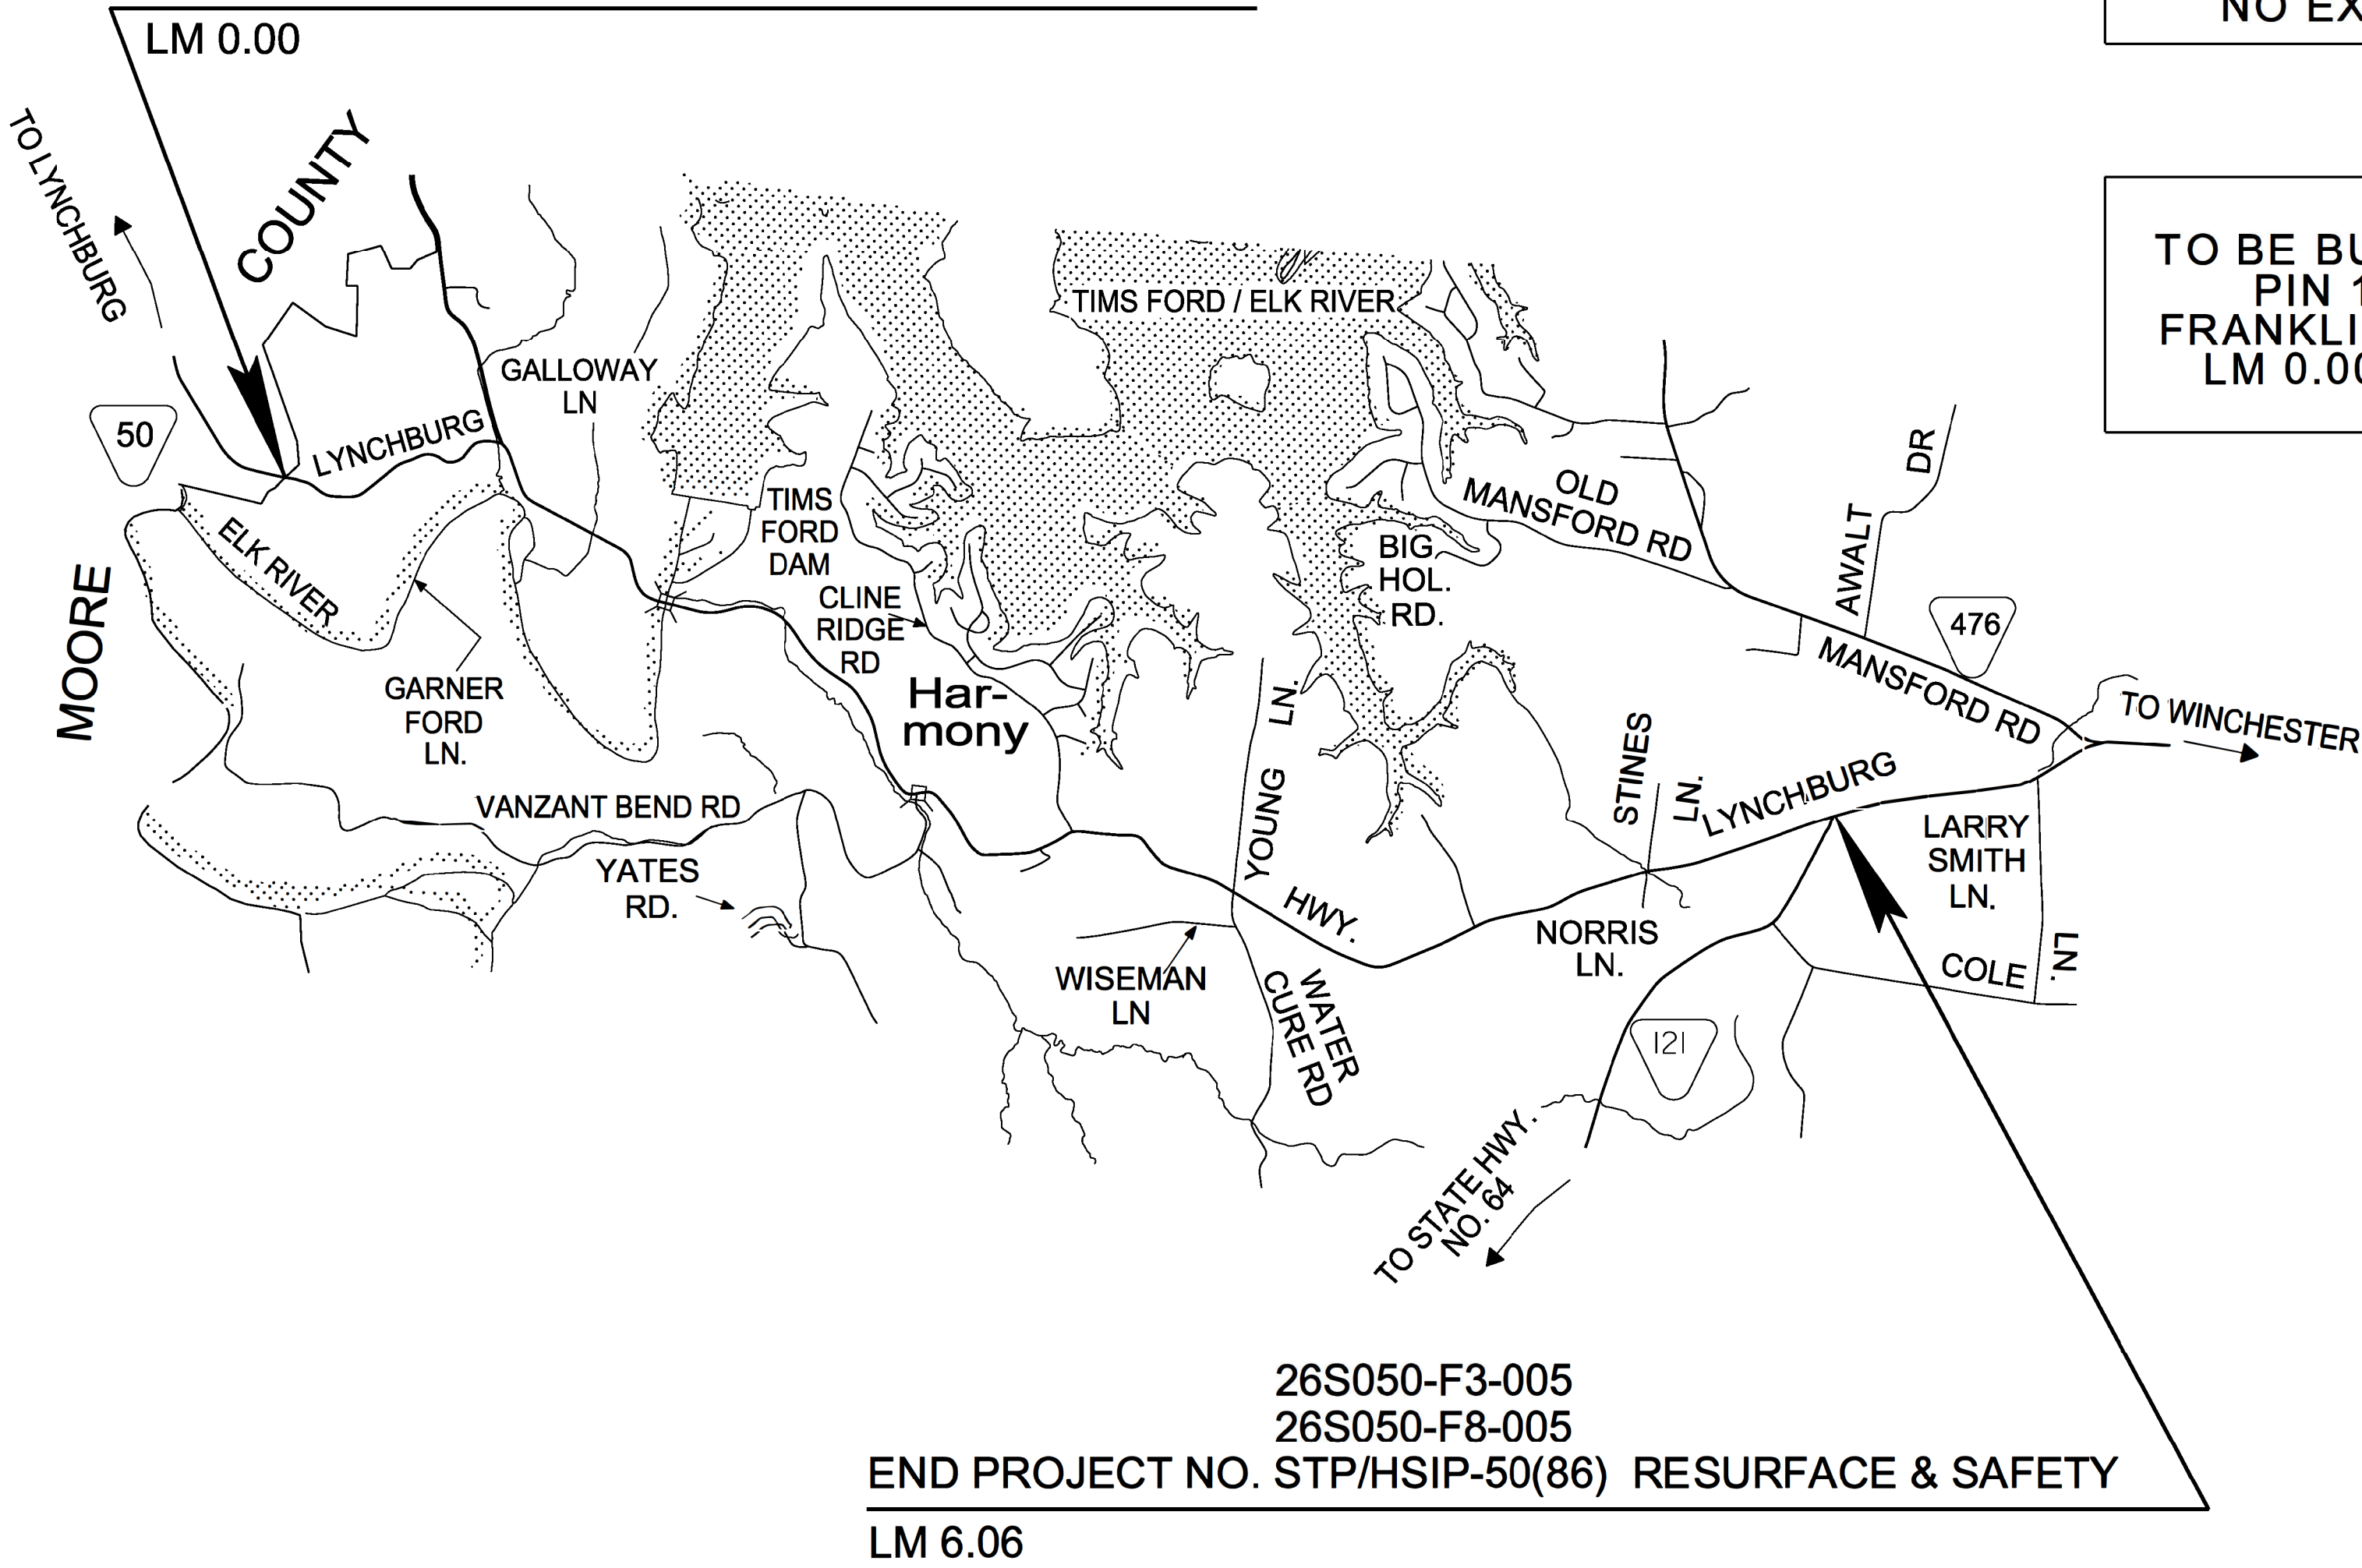 LM 0.00
NO EX
TO LYNCHBURG
COUNTY
TO BE BU
PIN 1
FRANKLI
LM 0.00
TIMS FORD / ELK RIVER
GALLOWAY
LN
50
LYNCHBURG
TIMS
FORD
DAM
OLD
MANSFORD RD
AWALT DR
ELK RIVER
BIG
HOL.
RD.
MOORE
CLINE
RIDGE
RD
476
MANSFORD RD
GARNER
FORD
LN.
Har-
mony
TO WINCHESTER
YOUNG LN.
STINES LN.
LYNCHBURG
VANZANT BEND RD
LARRY
SMITH
LN.
YATES
RD.
HWY.
NORRIS
LN.
COLE LN.
WISEMAN
LN
WATER
CURE RD
121
TO STATE HWY.
NO. 64
26S050-F3-005
26S050-F8-005
END PROJECT NO. STP/HSIP-50(86) RESURFACE & SAFETY
LM 6.06